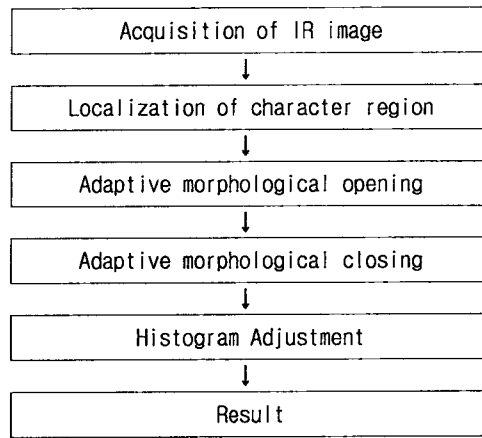 Acquisition of IR image
Localization of character region
Adaptive morphological opening
Adaptive morphological closing
Histogram Adjustment
Result